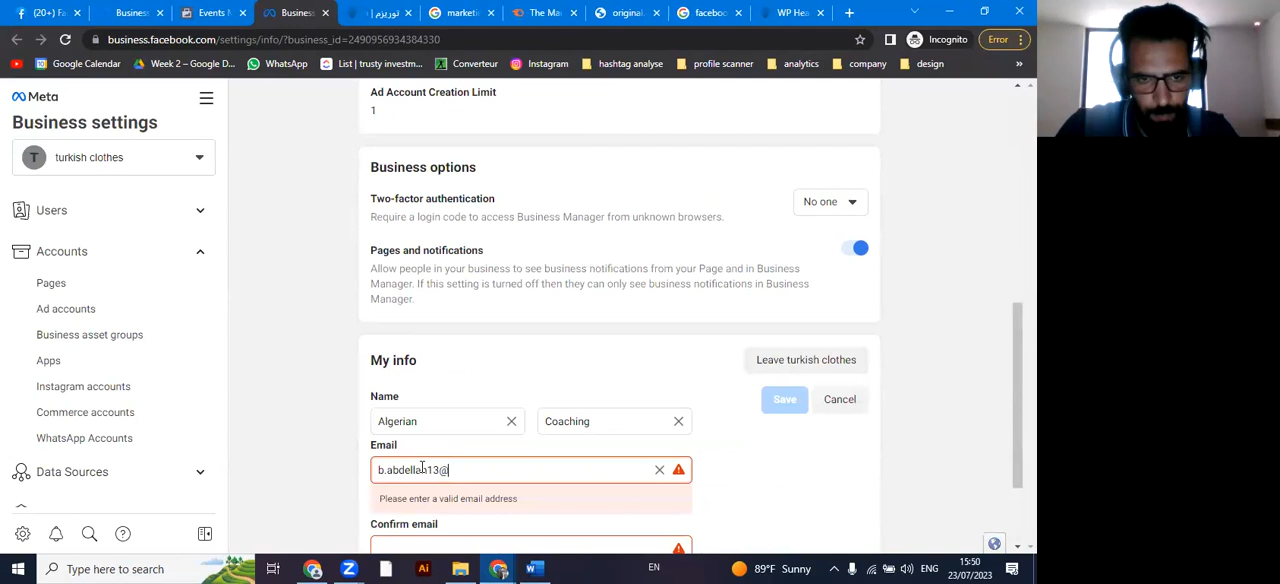 (20+) Fa
Business
Events M
Business
توريزم |
marketi
The Ma
original.
faceboo
WP Hea
business.facebook.com/settings/info/?business_id=2490956934384330
Incognito
Error
Google Calendar
Week 2 – Google D...
WhatsApp
List | trusty investm...
Converteur
Instagram
hashtag analyse
profile scanner
analytics
company
design
»
Meta
Business settings
T turkish clothes
Users
Accounts
Pages
Ad accounts
Business asset groups
Apps
Instagram accounts
Commerce accounts
WhatsApp Accounts
Data Sources
Ad Account Creation Limit
1
Business options
Two-factor authentication
Require a login code to access Business Manager from unknown browsers.
No one
Pages and notifications
Allow people in your business to see business notifications from your Page and in Business
Manager. If this setting is turned off then they can only see business notifications in Business
Manager.
My info
Leave turkish clothes
Name
Save
Cancel
Algerian
Coaching
Email
Please enter a valid email address
Confirm email
Type here to search
EN
89°F Sunny
ENG
15:50
23/07/2023